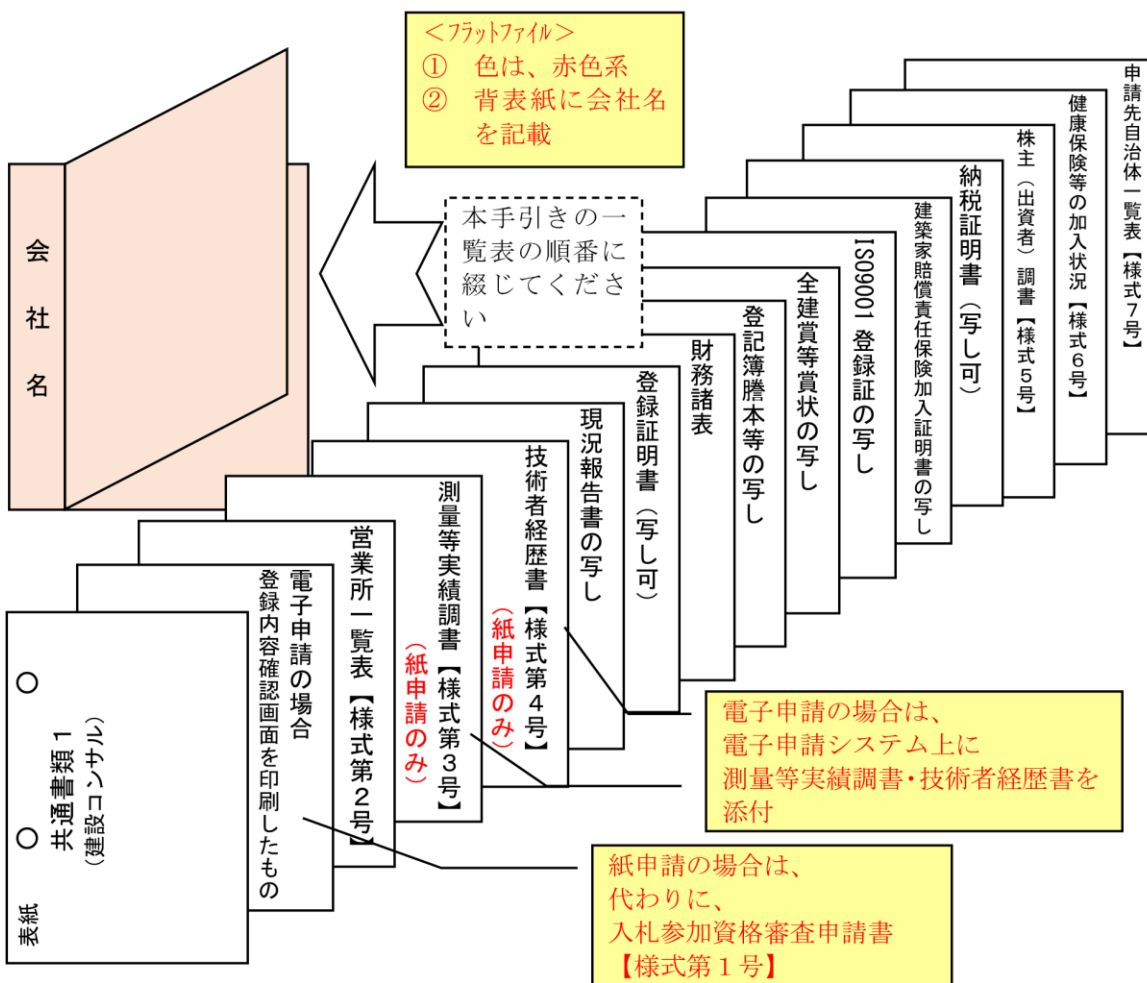 ＜フラットファイル＞
①　色は、赤色系
②　背表紙に会社名
を記載
会社名
本手引きの一
覧表の順番に
綴じてくださ
い
表紙
共通書類１
（建設コンサル）
電子申請の場合
登録内容確認画面を印刷したもの
営業所一覧表【様式第２号】
測量等実績調書【様式第３号】
（紙申請のみ）
技術者経歴書【様式第４号】
（紙申請のみ）
現況報告書の写し
登録証明書（写し可）
財務諸表
登記簿謄本等の写し
全建賞等賞状の写し
ISO9001 登録証の写し
建築家賠償責任保険加入証明書の写し
納税証明書（写し可）
株主（出資者）調書【様式５号】
健康保険等の加入状況【様式６号】
申請先自治体一覧表【様式７号】
電子申請の場合は、
電子申請システム上に
測量等実績調書・技術者経歴書を
添付
紙申請の場合は、
代わりに、
入札参加資格審査申請書
【様式第１号】